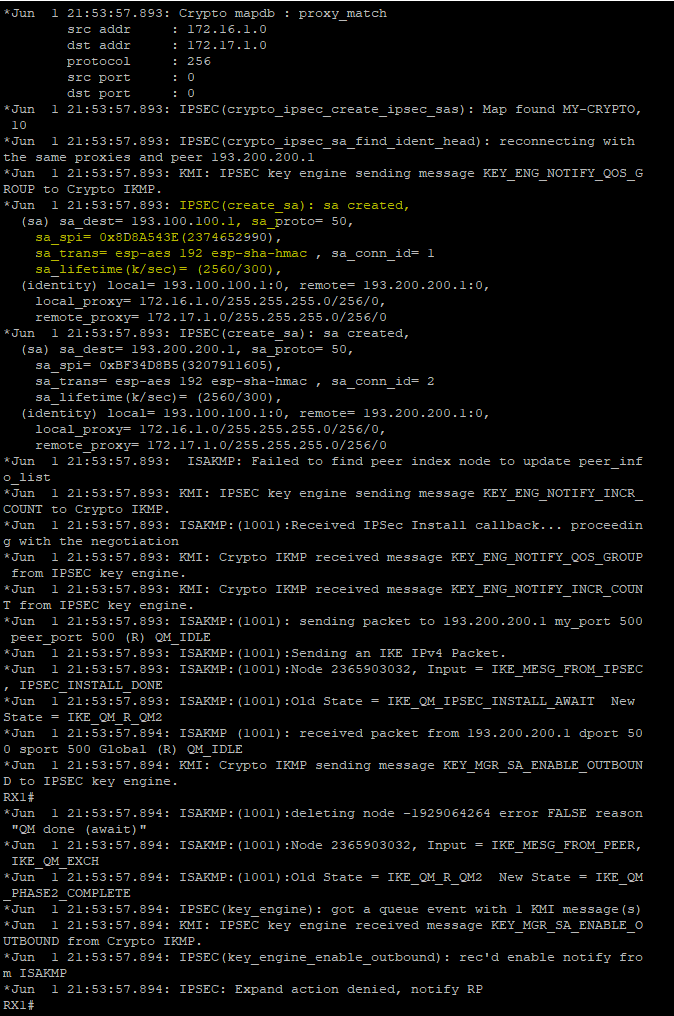 *Jun  1 21:53:57.893: Crypto mapdb : proxy_match
        src addr     : 172.16.1.0
        dst addr     : 172.17.1.0
        protocol     : 256
        src port     : 0
        dst port     : 0
*Jun  1 21:53:57.893: IPSEC(crypto_ipsec_create_ipsec_sas): Map found MY-CRYPTO,
 10
*Jun  1 21:53:57.893: IPSEC(crypto_ipsec_sa_find_ident_head): reconnecting with
the same proxies and peer 193.200.200.1
*Jun  1 21:53:57.893: KMI: IPSEC key engine sending message KEY_ENG_NOTIFY_QOS_G
ROUP to Crypto IKMP.
*Jun  1 21:53:57.893: IPSEC(create_sa): sa created,
  (sa) sa_dest= 193.100.100.1, sa_proto= 50,
    sa_spi= 0x8D8A543E(2374652990),
    sa_trans= esp-aes 192 esp-sha-hmac , sa_conn_id= 1
    sa_lifetime(k/sec)= (2560/300),
  (identity) local= 193.100.100.1:0, remote= 193.200.200.1:0,
    local_proxy= 172.16.1.0/255.255.255.0/256/0,
    remote_proxy= 172.17.1.0/255.255.255.0/256/0
*Jun  1 21:53:57.893: IPSEC(create_sa): sa created,
  (sa) sa_dest= 193.200.200.1, sa_proto= 50,
    sa_spi= 0xBF34D8B5(3207911605),
    sa_trans= esp-aes 192 esp-sha-hmac , sa_conn_id= 2
    sa_lifetime(k/sec)= (2560/300),
  (identity) local= 193.100.100.1:0, remote= 193.200.200.1:0,
    local_proxy= 172.16.1.0/255.255.255.0/256/0,
    remote_proxy= 172.17.1.0/255.255.255.0/256/0
*Jun  1 21:53:57.893:  ISAKMP: Failed to find peer index node to update peer_inf
o_list
*Jun  1 21:53:57.893: KMI: IPSEC key engine sending message KEY_ENG_NOTIFY_INCR_
COUNT to Crypto IKMP.
*Jun  1 21:53:57.893: ISAKMP:(1001):Received IPSec Install callback... proceedin
g with the negotiation
*Jun  1 21:53:57.893: KMI: Crypto IKMP received message KEY_ENG_NOTIFY_QOS_GROUP
 from IPSEC key engine.
*Jun  1 21:53:57.893: KMI: Crypto IKMP received message KEY_ENG_NOTIFY_INCR_COUN
T from IPSEC key engine.
*Jun  1 21:53:57.893: ISAKMP:(1001): sending packet to 193.200.200.1 my_port 500
 peer_port 500 (R) QM_IDLE
*Jun  1 21:53:57.893: ISAKMP:(1001):Sending an IKE IPv4 Packet.
*Jun  1 21:53:57.893: ISAKMP:(1001):Node 2365903032, Input = IKE_MESG_FROM_IPSEC
, IPSEC_INSTALL_DONE
*Jun  1 21:53:57.893: ISAKMP:(1001):Old State = IKE_QM_IPSEC_INSTALL_AWAIT  New
State = IKE_QM_R_QM2
*Jun  1 21:53:57.894: ISAKMP (1001): received packet from 193.200.200.1 dport 50
0 sport 500 Global (R) QM_IDLE
*Jun  1 21:53:57.894: KMI: Crypto IKMP sending message KEY_MGR_SA_ENABLE_OUTBOUN
D to IPSEC key engine.
RX1#
*Jun  1 21:53:57.894: ISAKMP:(1001):deleting node -1929064264 error FALSE reason
 "QM done (await)"
*Jun  1 21:53:57.894: ISAKMP:(1001):Node 2365903032, Input = IKE_MESG_FROM_PEER,
 IKE_QM_EXCH
*Jun  1 21:53:57.894: ISAKMP:(1001):Old State = IKE_QM_R_QM2  New State = IKE_QM
_PHASE2_COMPLETE
*Jun  1 21:53:57.894: IPSEC(key_engine): got a queue event with 1 KMI message(s)
*Jun  1 21:53:57.894: KMI: IPSEC key engine received message KEY_MGR_SA_ENABLE_O
UTBOUND from Crypto IKMP.
*Jun  1 21:53:57.894: IPSEC(key_engine_enable_outbound): rec'd enable notify fro
m ISAKMP
*Jun  1 21:53:57.894: IPSEC: Expand action denied, notify RP
RX1#